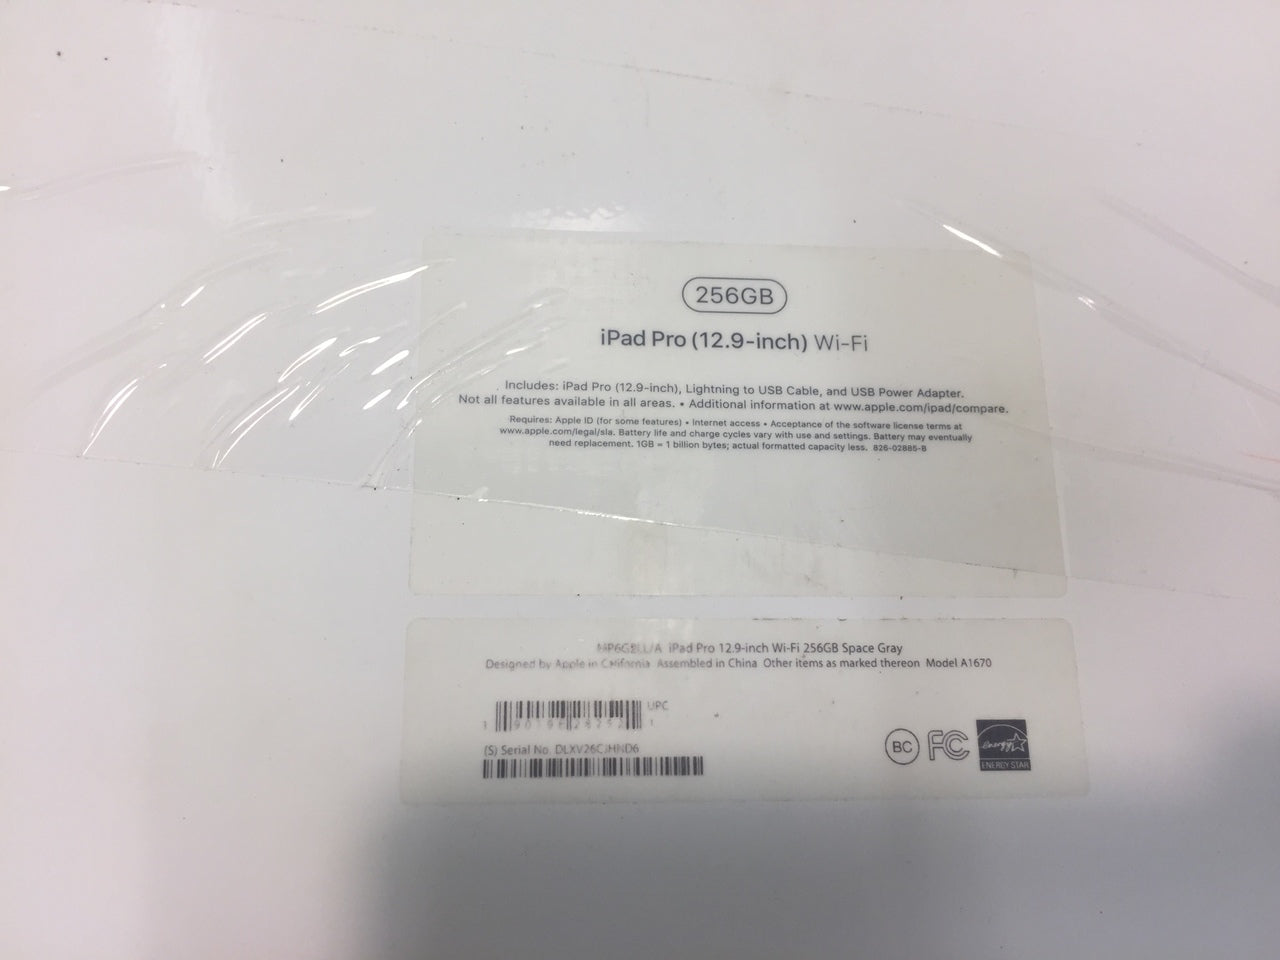 256GB
iPad Pro (12.9-inch) Wi-Fi
Includes: iPad Pro (12.9-inch), Lightning to USB Cable, and USB Power Adapter.
Not all features available in all areas. • Additional information at www.apple.com/ipad/compare.
Requires: Apple ID (for some features) • Internet access • Acceptance of the software license terms at
www.apple.com/legal/sla. Battery life and charge cycles vary with use and settings. Battery may eventually
need replacement. 1GB = 1 billion bytes; actual formatted capacity less. 826-02885-B
iPad Pro 12.9-inch Wi-Fi 256GB Space Gray
Designed by Apple in California Assembled in China Other items as marked thereon Model A1670
UPC
(S) Serial No. DLXV26CJHND6
BC FC energy
ENERGY STAR